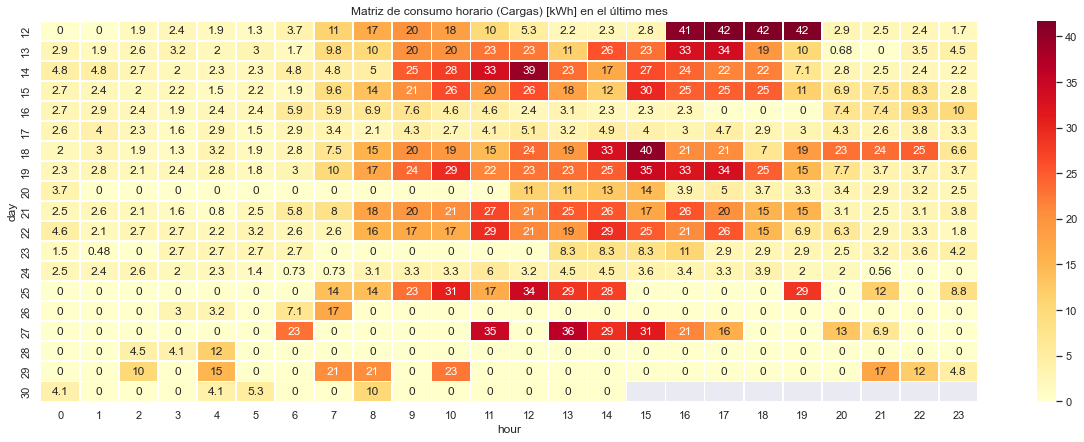 Matriz de consumo horario (Cargas) [kWh] en el último mes
12 0 0 1.9 2.4 1.9 1.3 3.7 11 17 20 18 10 5.3 2.2 2.3 2.8 41 42 42 42 2.9 2.5 2.4 1.7
13 2.9 1.9 2.6 3.2 2 3 1.7 9.8 10 20 20 23 23 11 26 23 33 34 19 10 0.68 0 3.5 4.5
14 4.8 4.8 2.7 2 2.3 2.3 4.8 4.8 5 25 28 33 39 23 17 27 24 22 22 7.1 2.8 2.5 2.4 2.2
15 2.7 2.4 2 2.2 1.5 2.2 1.9 9.6 14 21 26 20 26 18 12 30 25 25 25 11 6.9 7.5 8.3 2.8
16 2.7 2.9 2.4 1.9 2.4 2.4 5.9 5.9 6.9 7.6 4.6 4.6 2.4 3.1 2.3 2.3 2.3 0 0 0 7.4 7.4 9.3 10
17 2.6 4 2.3 1.6 2.9 1.5 2.9 3.4 2.1 4.3 2.7 4.1 5.1 3.2 4.9 4 3 4.7 2.9 3 4.3 2.6 3.8 3.3
18 2 3 1.9 1.3 3.2 1.9 2.8 7.5 15 20 19 15 24 19 33 40 21 21 7 19 23 24 25 6.6
19 2.3 2.8 2.1 2.4 2.8 1.8 3 10 17 24 29 22 23 23 25 35 33 34 25 15 7.7 3.7 3.7 3.7
20 3.7 0 0 0 0 0 0 0 0 0 0 0 11 11 13 14 3.9 5 3.7 3.3 3.4 2.9 3.2 2.5
day
21 2.5 2.6 2.1 1.6 0.8 2.5 5.8 8 18 20 21 27 21 25 26 17 26 20 15 15 3.1 2.5 3.1 3.8
22 4.6 2.1 2.7 2.7 2.2 3.2 2.6 2.6 16 17 17 29 21 19 29 25 21 26 15 6.9 6.3 2.9 3.3 1.8
23 1.5 0.48 0 2.7 2.7 2.7 2.7 0 0 0 0 0 0 8.3 8.3 8.3 11 2.9 2.9 2.9 2.5 3.2 3.6 4.2
24 2.5 2.4 2.6 2 2.3 1.4 0.73 0.73 3.1 3.3 3.3 6 3.2 4.5 4.5 3.6 3.4 3.3 3.9 2 2 0.56 0 0
25 0 0 0 0 0 0 0 14 14 23 31 17 34 29 28 0 0 0 0 29 0 12 0 8.8
26 0 0 0 3 3.2 0 7.1 17 0 0 0 0 0 0 0 0 0 0 0 0 0 0 0 0
27 0 0 0 0 0 0 23 0 0 0 0 35 0 36 29 31 21 16 0 0 13 6.9 0 0
28 0 0 4.5 4.1 12 0 0 0 0 0 0 0 0 0 0 0 0 0 0 0 0 0 0 0
29 0 0 10 0 15 0 0 21 21 0 23 0 0 0 0 0 0 0 0 0 0 17 12 4.8
30 4.1 0 0 0 4.1 5.3 0 0 10 0 0 0 0 0 0
0 1 2 3 4 5 6 7 8 9 10 11 12 13 14 15 16 17 18 19 20 21 22 23
hour
40
35
30
25
20
15
10
5
0